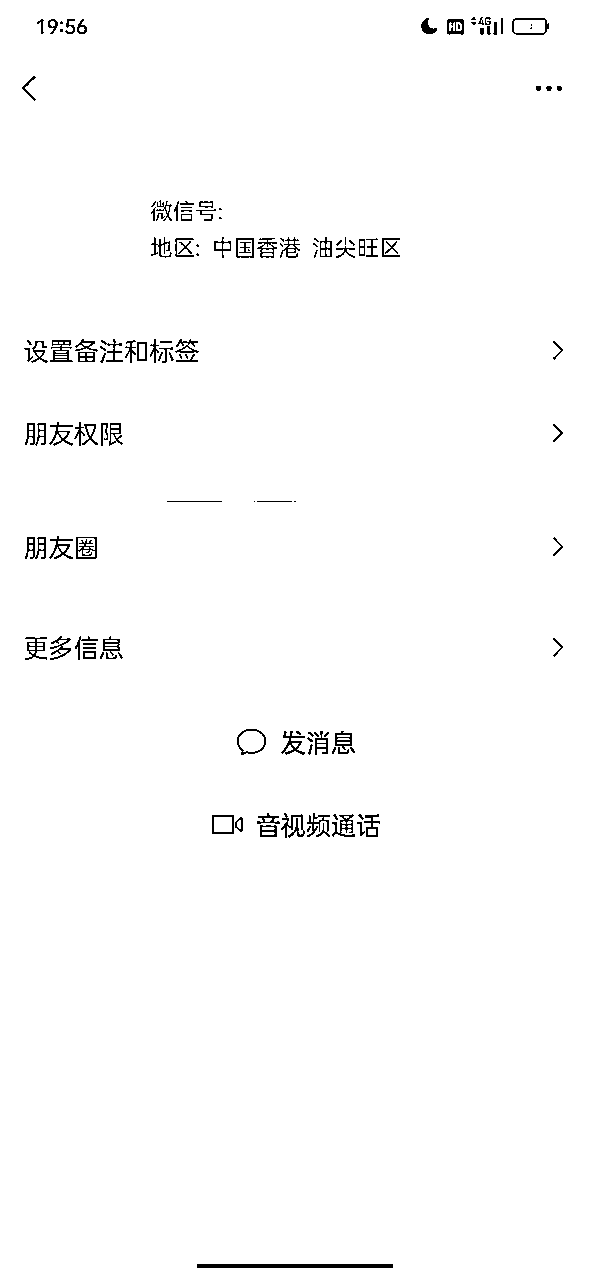 19:56 HD 4G
微信号:
地区: 中国香港 油尖旺区
设置备注和标签
朋友权限
朋友圈
更多信息
发消息
音视频通话